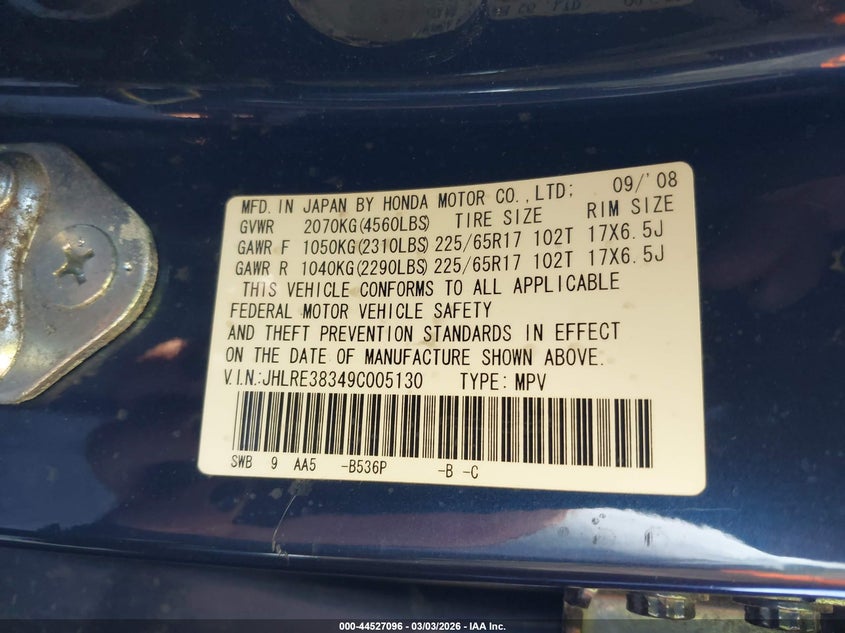 MFD. IN JAPAN BY HONDA MOTOR CO., LTD; 09/'08
GVWR 2070KG(4560LBS) TIRE SIZE RIM SIZE
GAWR F 1050KG(2310LBS) 225/65R17 102T 17X6.5J
GAWR R 1040KG(2290LBS) 225/65R17 102T 17X6.5J
THIS VEHICLE CONFORMS TO ALL APPLICABLE
FEDERAL MOTOR VEHICLE SAFETY
AND THEFT PREVENTION STANDARDS IN EFFECT
ON THE DATE OF MANUFACTURE SHOWN ABOVE.
V.I.N.:JHLRE38349C005130 TYPE: MPV
SWB 9 AA5 -B536P -B -C
000-44527096 - 03/03/2026 - IAA Inc.